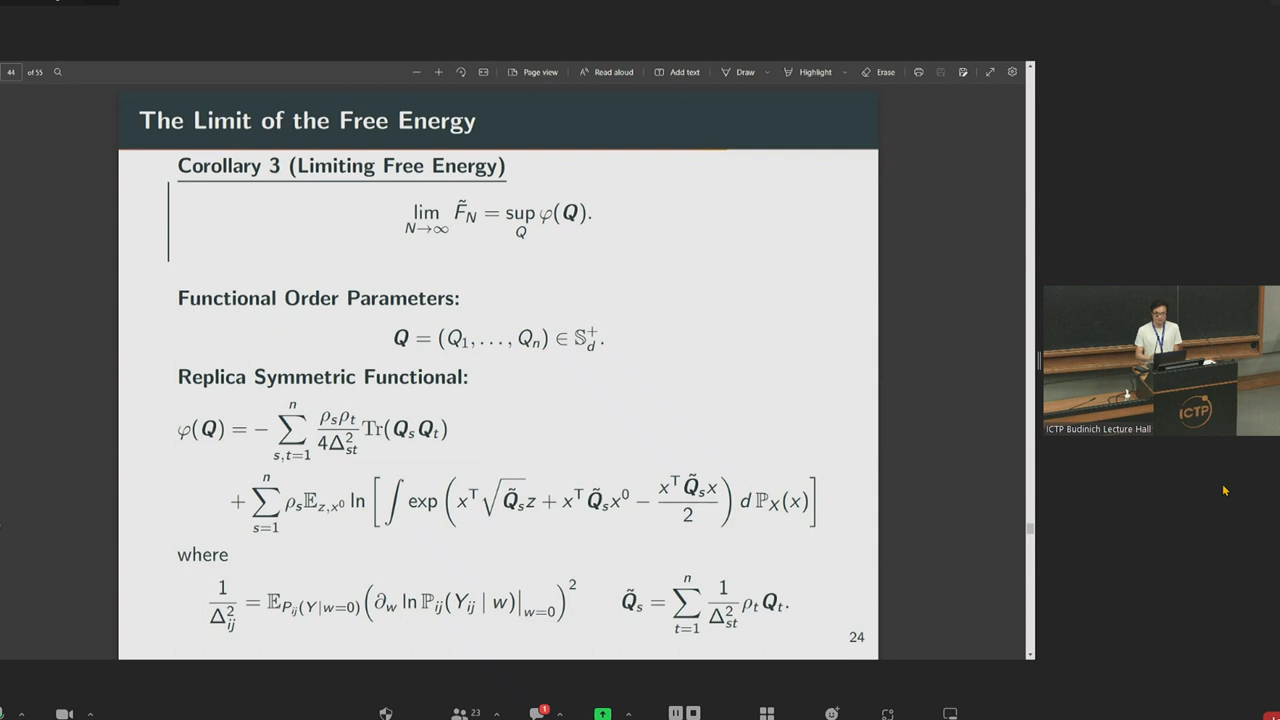 44 of 55 Page view Read aloud Add text Draw Highlight Erase
The Limit of the Free Energy
Corollary 3 (Limiting Free Energy)
lim_{N→∞} F̃_N = sup_Q φ(Q).
Functional Order Parameters:
Q = (Q_1, . . . , Q_n) ∈ 𝕊_d^+.
Replica Symmetric Functional:
φ(Q) = − ∑_{s,t=1}^n (ρ_s ρ_t / 4Δ_{st}^2) Tr(Q_s Q_t)
+ ∑_{s=1}^n ρ_s 𝔼_{z,x^0} ln [ ∫ exp ( x^T √Q̃_s z + x^T Q̃_s x^0 − (x^T Q̃_s x / 2) ) d ℙ_X(x) ]
where
1/Δ_{ij}^2 = 𝔼_{P_{ij}(Y|w=0)} ( ∂_w ln ℙ_{ij}(Y_{ij} | w)|_{w=0} )^2 Q̃_s = ∑_{t=1}^n (1/Δ_{st}^2) ρ_t Q_t.
24
ICTP
ICTP Budinich Lecture Hall
23 1